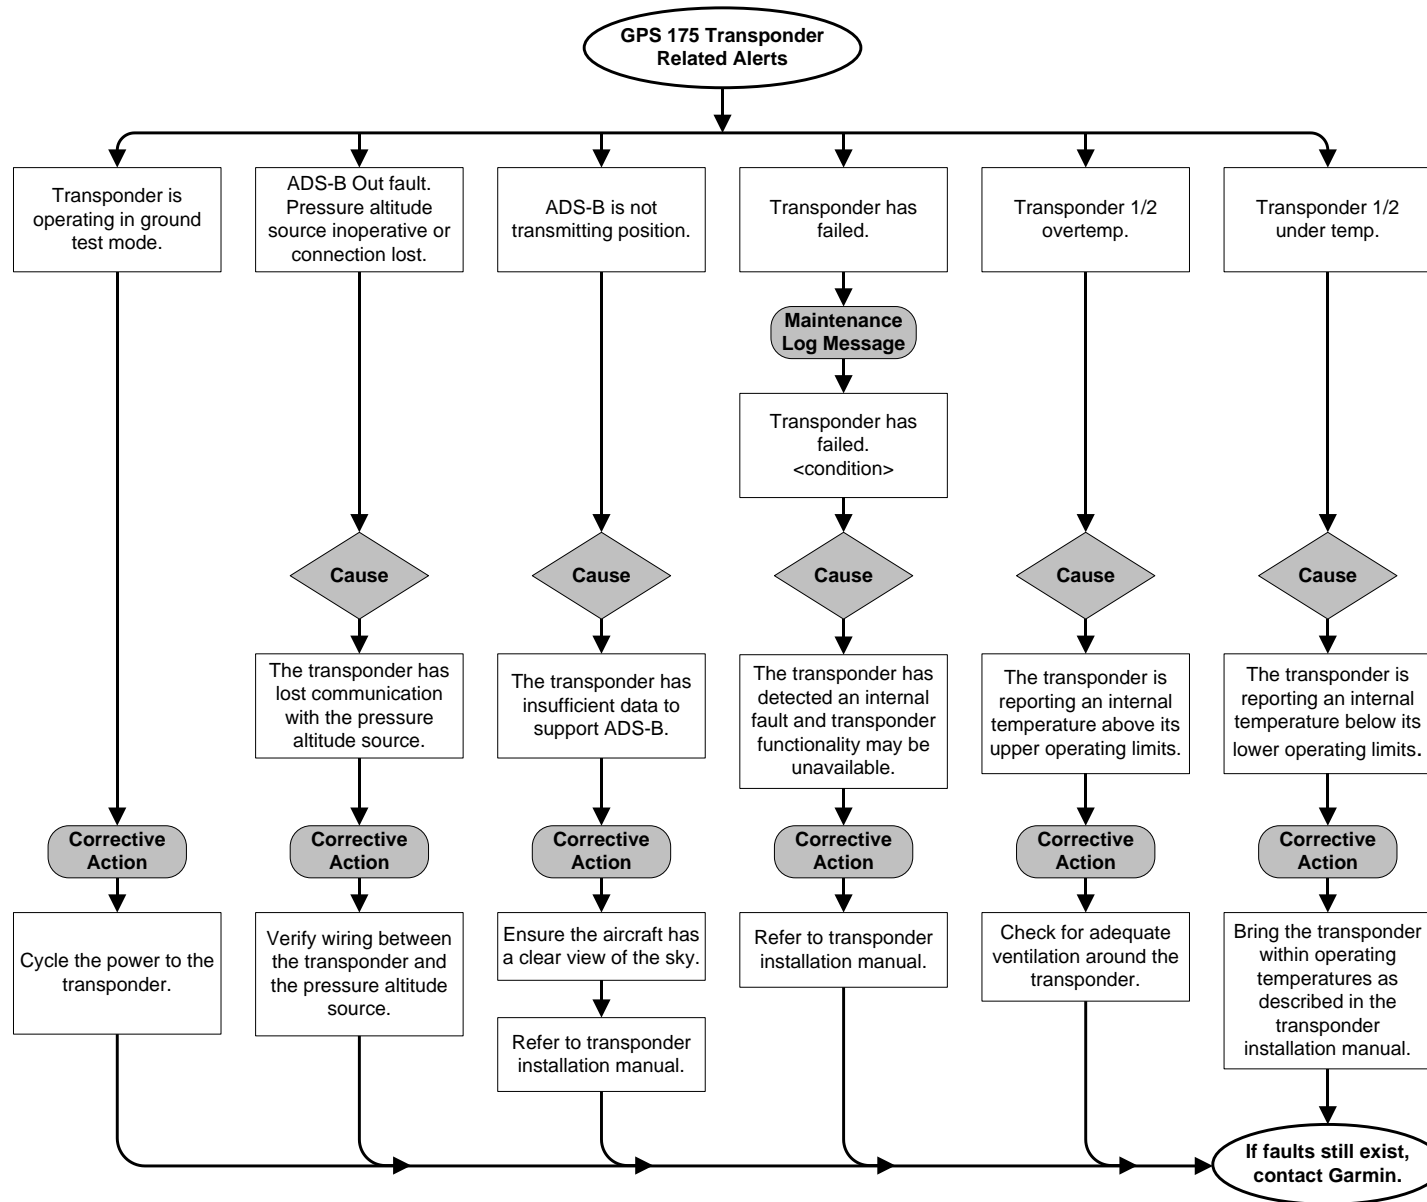 GPS 175 Transponder
Related Alerts
Transponder is
operating in ground
test mode.
ADS-B Out fault.
Pressure altitude
source inoperative or
connection lost.
ADS-B is not
transmitting position.
Transponder has
failed.
Transponder 1/2
overtemp.
Transponder 1/2
under temp.
Maintenance
Log Message
Transponder has
failed.
<condition>
Cause
Cause
Cause
Cause
Cause
The transponder has
lost communication
with the pressure
altitude source.
The transponder has
insufficient data to
support ADS-B.
The transponder has
detected an internal
fault and transponder
functionality may be
unavailable.
The transponder is
reporting an internal
temperature above its
upper operating limits.
The transponder is
reporting an internal
temperature below its
lower operating limits.
Corrective
Action
Corrective
Action
Corrective
Action
Corrective
Action
Corrective
Action
Corrective
Action
Cycle the power to the
transponder.
Verify wiring between
the transponder and
the pressure altitude
source.
Ensure the aircraft has
a clear view of the sky.
Refer to transponder
installation manual.
Refer to transponder
installation manual.
Check for adequate
ventilation around the
transponder.
Bring the transponder
within operating
temperatures as
described in the
transponder
installation manual.
If faults still exist,
contact Garmin.